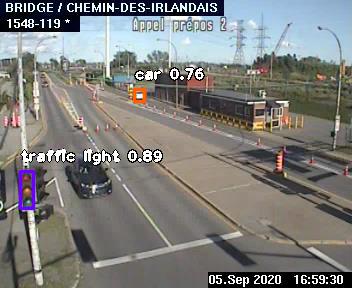 BRIDGE / CHEMIN-DES-IRLANDAIS
1548-119 *
Appel prépos 2
car 0.76
traffic light 0.89
05.Sep 2020 16:59:30